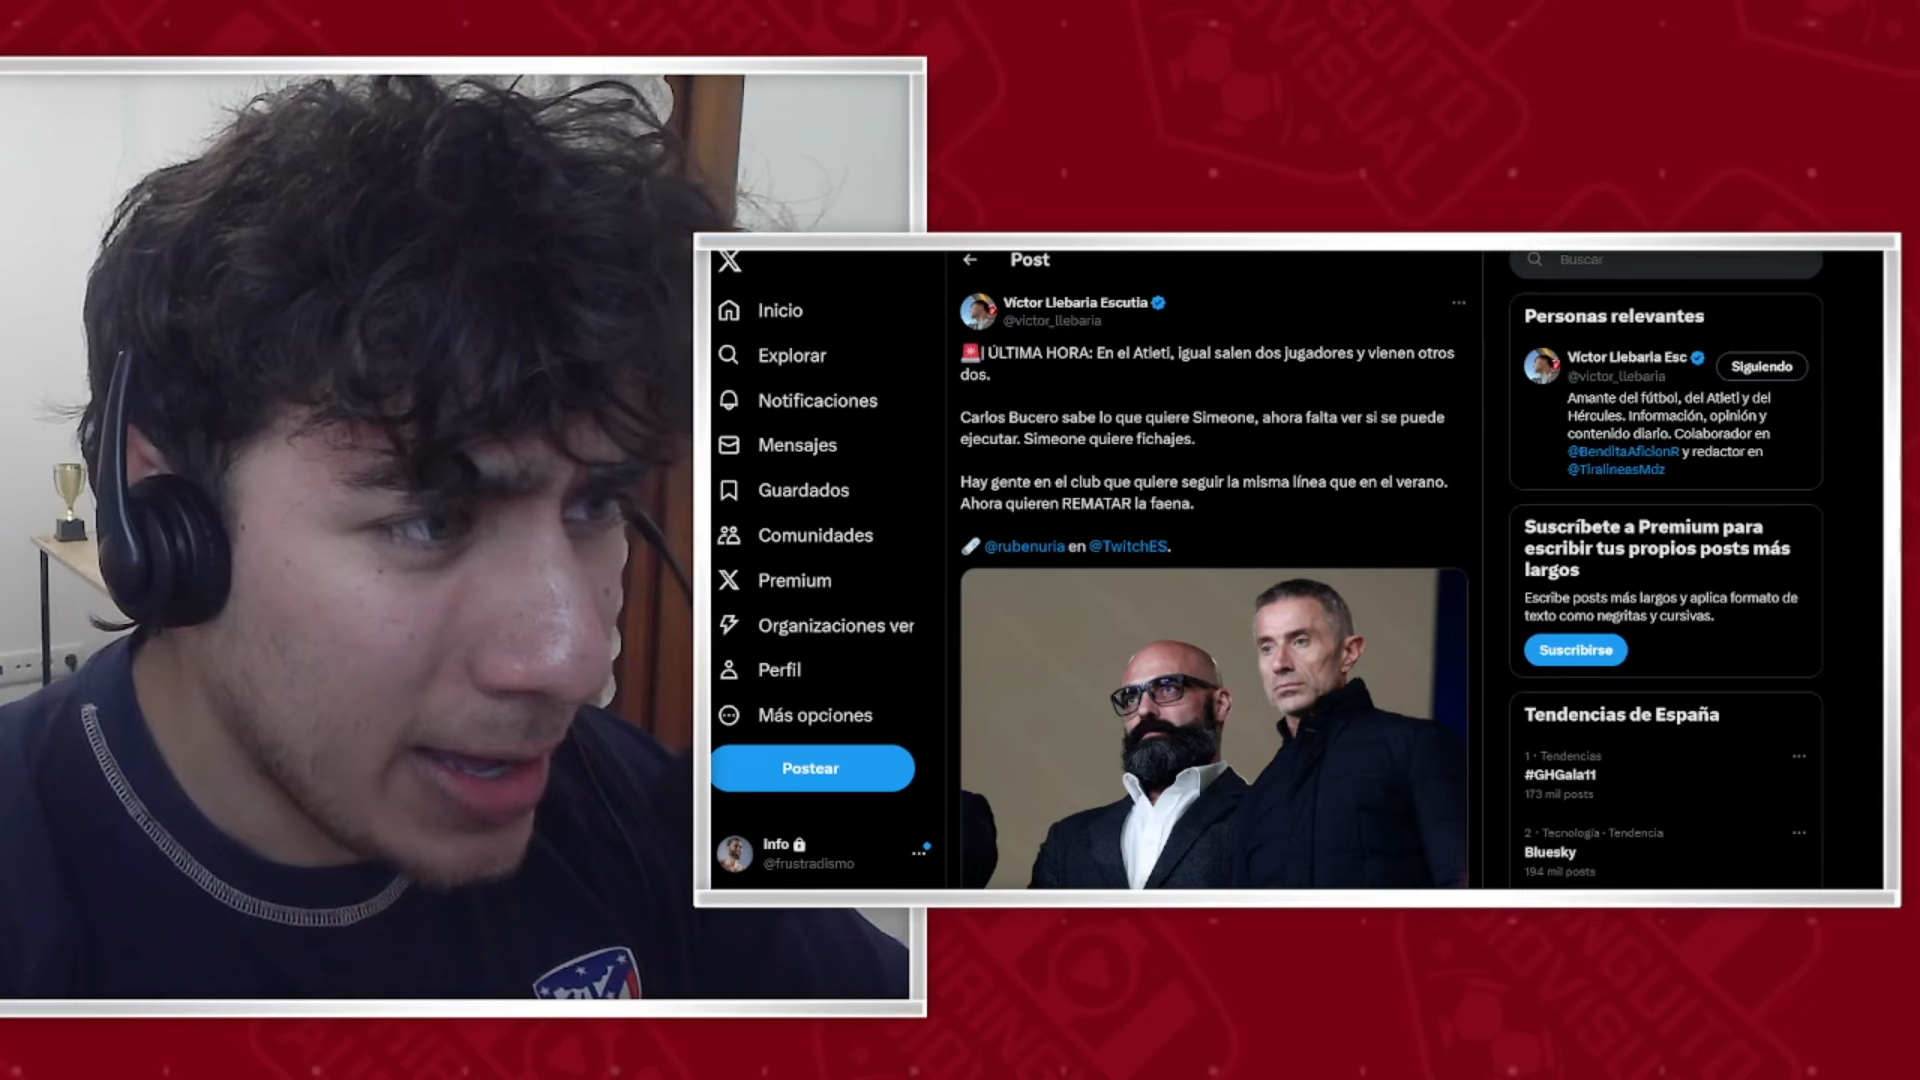 Post
Víctor Llebaria Escutia
@victor_llebaria
ÚLTIMA HORA: En el Atleti, igual salen dos jugadores y vienen otros
dos.
Carlos Bucero sabe lo que quiere Simeone, ahora falta ver si se puede
ejecutar. Simeone quiere fichajes.
Hay gente en el club que quiere seguir la misma línea que en el verano.
Ahora quieren REMATAR la faena.
@rubenuria en @TwitchES.
Inicio
Explorar
Notificaciones
Mensajes
Guardados
Comunidades
Premium
Organizaciones ver
Perfil
Más opciones
Postear
Info
@frustradismo
Buscar
Personas relevantes
Víctor Llebaria Esc
@victor_llebaria
Siguiendo
Amante del fútbol, del Atleti y del
Hércules. Información, opinión y
contenido diario. Colaborador en
@BenditaAficionR y redactor en
@TiralineasMdz
Suscríbete a Premium para
escribir tus propios posts más
largos
Escribe posts más largos y aplica formato de
texto como negritas y cursivas.
Suscribirse
Tendencias de España
1 · Tendencias
#GHGala11
173 mil posts
2 · Tecnología · Tendencia
Bluesky
194 mil posts